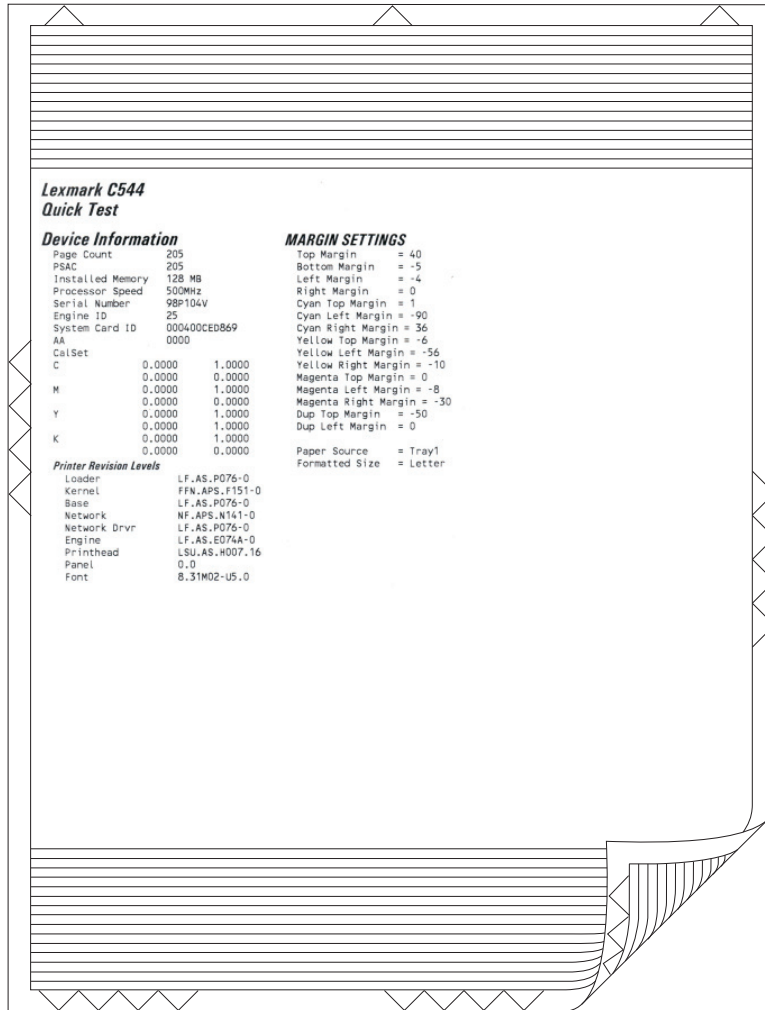 Lexmark C544
Quick Test
Device Information
Page Count 205
PSAC 205
Installed Memory 128 MB
Processor Speed 500MHz
Serial Number 98P104V
Engine ID 25
System Card ID 000400CED869
AA 0000
CalSet
C 0.0000 1.0000
0.0000 0.0000
M 0.0000 1.0000
0.0000 0.0000
Y 0.0000 1.0000
0.0000 0.0000
K 0.0000 1.0000
0.0000 0.0000
Printer Revision Levels
Loader LF.AS.P076-0
Kernel FFN.APS.F151-0
Base LF.AS.P076-0
Network NF.APS.N141-0
Network Drvr LF.AS.P076-0
Engine LF.AS.E074A-0
Printhead LSU.AS.H007.16
Panel 0.0
Font 8.31M02-U5.0
MARGIN SETTINGS
Top Margin = 40
Bottom Margin = -5
Left Margin = -4
Right Margin = 0
Cyan Top Margin = 1
Cyan Left Margin = -90
Cyan Right Margin = 36
Yellow Top Margin = -6
Yellow Left Margin = -56
Yellow Right Margin = -10
Magenta Top Margin = 0
Magenta Left Margin = -8
Magenta Right Margin = -30
Dup Top Margin = -50
Dup Left Margin = 0
Paper Source = Tray1
Formatted Size = Letter